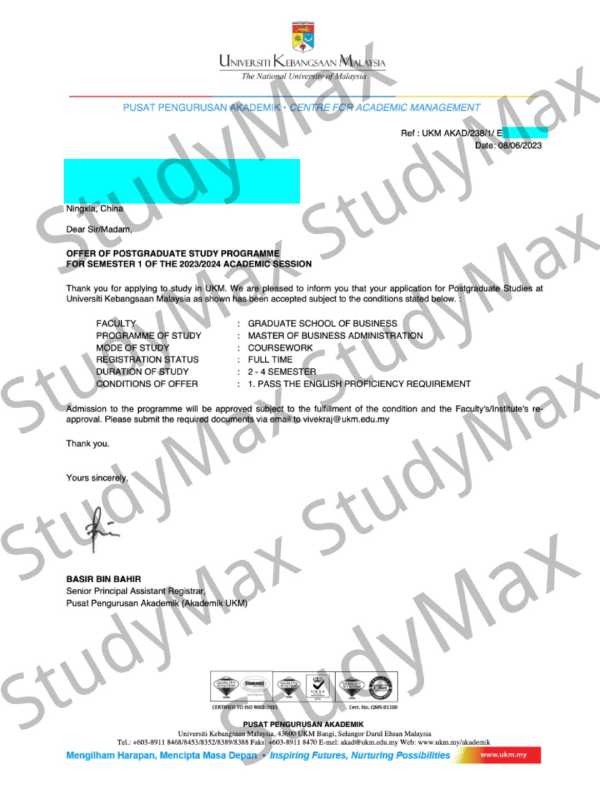 UNIVERSITI KEBANGSAAN MALAYSIA
The National University of Malaysia
PUSAT PENGURUSAN AKADEMIK • CENTRE FOR ACADEMIC MANAGEMENT
Ref : UKM AKAD/238/1/ E
Date: 08/06/2023
Ningxia, China
Dear Sir/Madam,
OFFER OF POSTGRADUATE STUDY PROGRAMME
FOR SEMESTER 1 OF THE 2023/2024 ACADEMIC SESSION
Thank you for applying to study in UKM. We are pleased to inform you that your application for Postgraduate Studies at
Universiti Kebangsaan Malaysia as shown has been accepted subject to the conditions stated below. :
FACULTY : GRADUATE SCHOOL OF BUSINESS
PROGRAMME OF STUDY : MASTER OF BUSINESS ADMINISTRATION
MODE OF STUDY : COURSEWORK
REGISTRATION STATUS : FULL TIME
DURATION OF STUDY : 2 - 4 SEMESTER
CONDITIONS OF OFFER : 1. PASS THE ENGLISH PROFICIENCY REQUIREMENT
Admission to the programme will be approved subject to the fulfillment of the condition and the Faculty's/Institute's re-
approval. Please submit the required documents via email to vivekraj@ukm.edu.my
Thank you.
Yours sincerely,
BASIR BIN BAHIR
Senior Principal Assistant Registrar,
Pusat Pengurusan Akademik (Akademik UKM)
CERTIFIED TO ISO 9001:2015 Cert. No. QMS-01100
PUSAT PENGURUSAN AKADEMIK
Universiti Kebangsaan Malaysia, 43600 UKM Bangi, Selangor Darul Ehsan Malaysia
Tel.: +603-8911 8468/8453/8352/8389/8388 Faks: +603-8911 8470 E-mel: akad@ukm.edu.my Web: www.ukm.my/akademik
Mengilham Harapan, Mencipta Masa Depan • Inspiring Futures, Nurturing Possibilities www.ukm.my
StudyMax StudyMax
StudyMax StudyMax
StudyMax StudyMax
StudyMax StudyMax